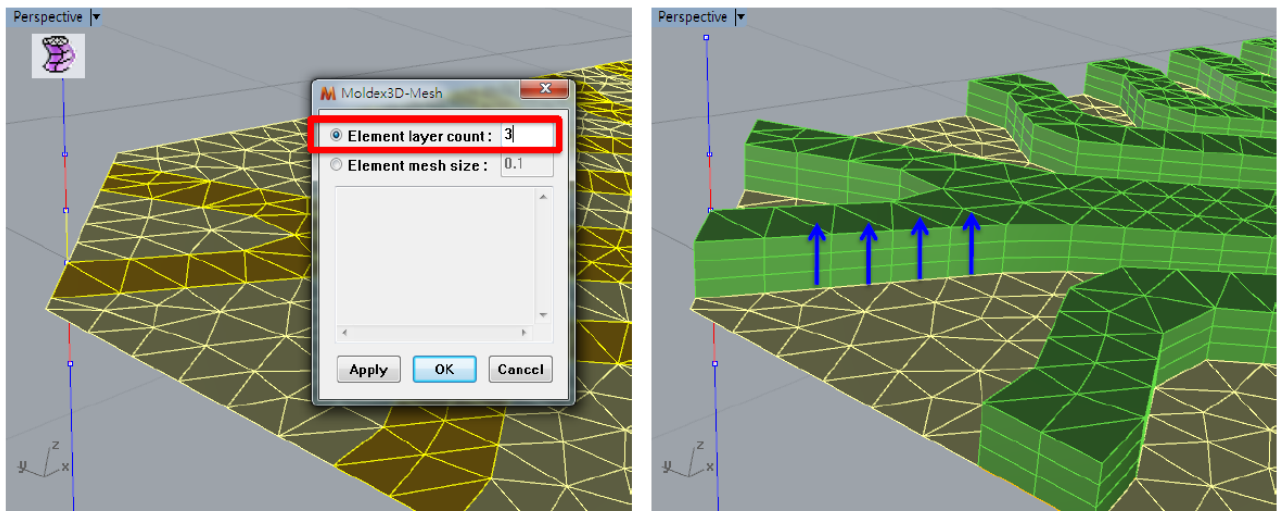 Perspective
Moldex3D-Mesh
Element layer count : 3
Element mesh size : 0.1
Apply OK Cancel
z
y x
Perspective
z
y x